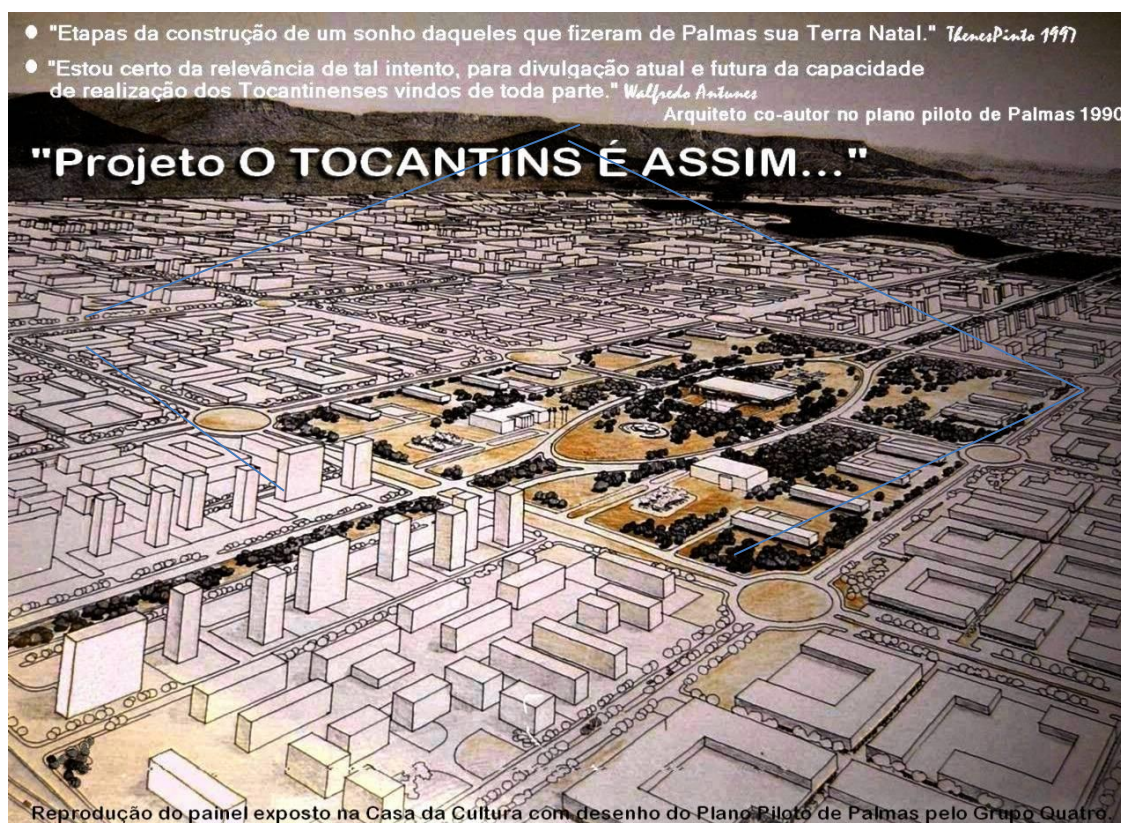 ● "Etapas da construção de um sonho daqueles que fizeram de Palmas sua Terra Natal." ThenesPinto 1997
● "Estou certo da relevância de tal intento, para divulgação atual e futura da capacidade
de realização dos Tocantinenses vindos de toda parte." Walfredo Antunes
Arquiteto co-autor no plano piloto de Palmas 1990
"Projeto O TOCANTINS É ASSIM..."
Reprodução do painel exposto na Casa da Cultura com desenho do Plano Piloto de Palmas pelo Grupo Quatro.